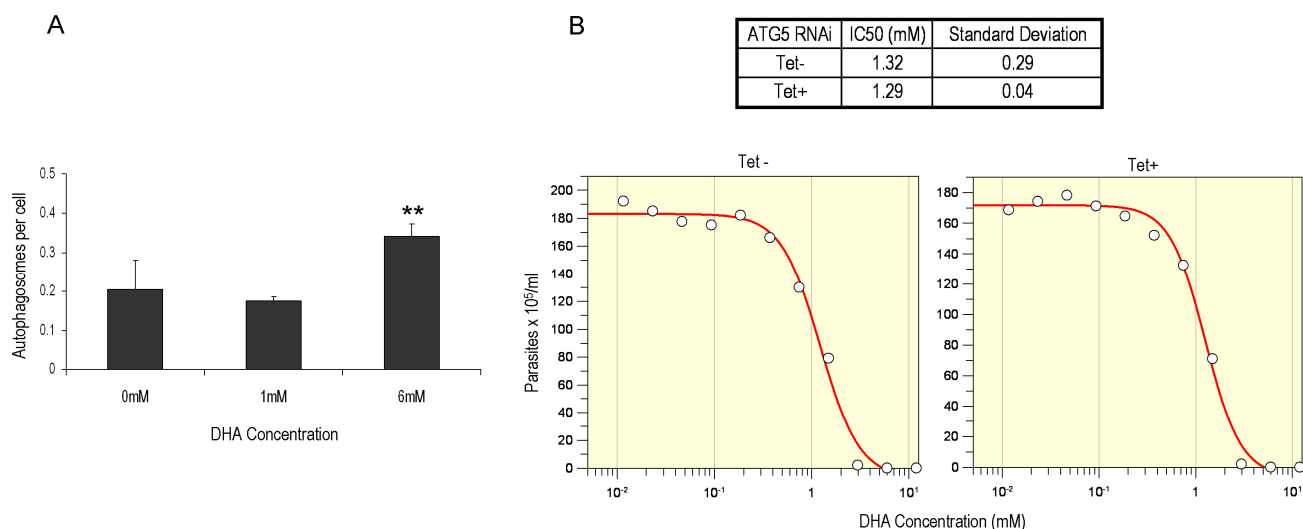 A
B
ATG5 RNAi IC50 (mM) Standard Deviation
Tet- 1.32 0.29
Tet+ 1.29 0.04
Autophagosomes per cell
0.5
0.4
0.3
0.2
0.1
0
**
0mM 1mM 6mM
DHA Concentration
Tet -
Parasites x 10⁵/ml
200
180
160
140
120
100
80
60
40
20
0
10⁻² 10⁻¹ 1 10¹
Tet+
180
160
140
120
100
80
60
40
20
0
10⁻² 10⁻¹ 1 10¹
DHA Concentration (mM)